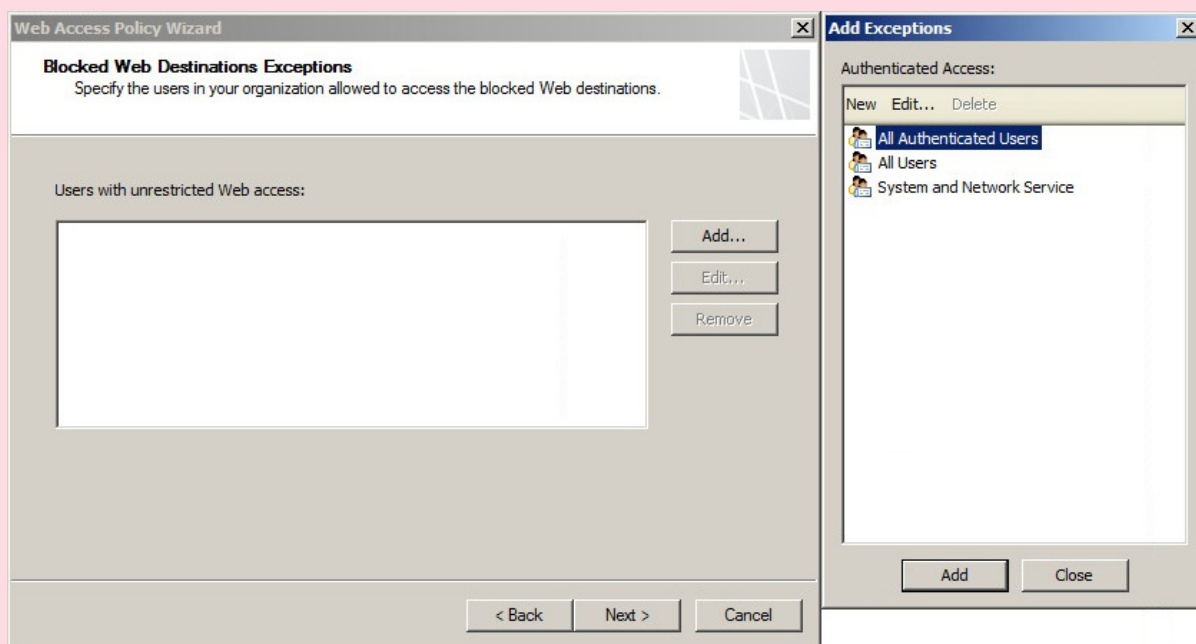 Web Access Policy Wizard
Blocked Web Destinations Exceptions
Specify the users in your organization allowed to access the blocked Web destinations.
Users with unrestricted Web access:
Add...
Edit...
Remove
< Back Next > Cancel
Add Exceptions
Authenticated Access:
New Edit... Delete
All Authenticated Users
All Users
System and Network Service
Add Close